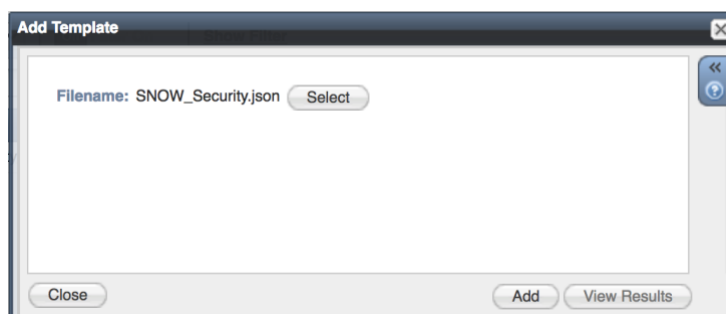 Add Template
Filename: SNOW_Security.json Select
Close Add View Results